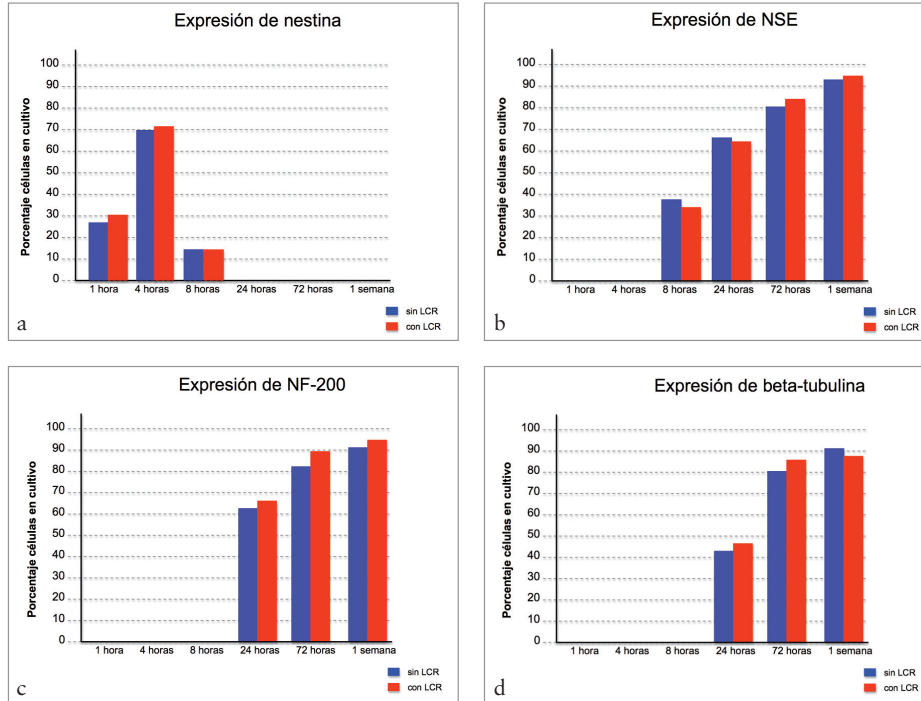 Expresión de nestina
Porcentaje células en cultivo
100
90
80
70
60
50
40
30
20
10
0
1 hora 4 horas 8 horas 24 horas 72 horas 1 semana
sin LCR
con LCR
a
Expresión de NSE
Porcentaje células en cultivo
100
90
80
70
60
50
40
30
20
10
0
1 hora 4 horas 8 horas 24 horas 72 horas 1 semana
sin LCR
con LCR
b
Expresión de NF-200
Porcentaje células en cultivo
100
90
80
70
60
50
40
30
20
10
0
1 hora 4 horas 8 horas 24 horas 72 horas 1 semana
sin LCR
con LCR
c
Expresión de beta-tubulina
Porcentaje células en cultivo
100
90
80
70
60
50
40
30
20
10
0
1 hora 4 horas 8 horas 24 horas 72 horas 1 semana
sin LCR
con LCR
d